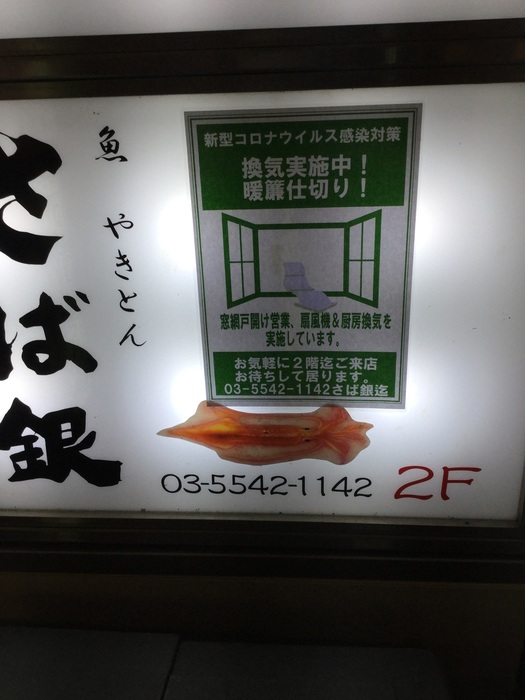 さば銀
魚 やきとん
新型コロナウイルス感染対策
換気実施中！
暖簾仕切り！
窓網戸開け営業、扇風機＆厨房換気を
実施しています。
お気軽に２階迄ご来店
お待ちして居ります。
03-5542-1142さば銀迄
03-5542-1142 2F